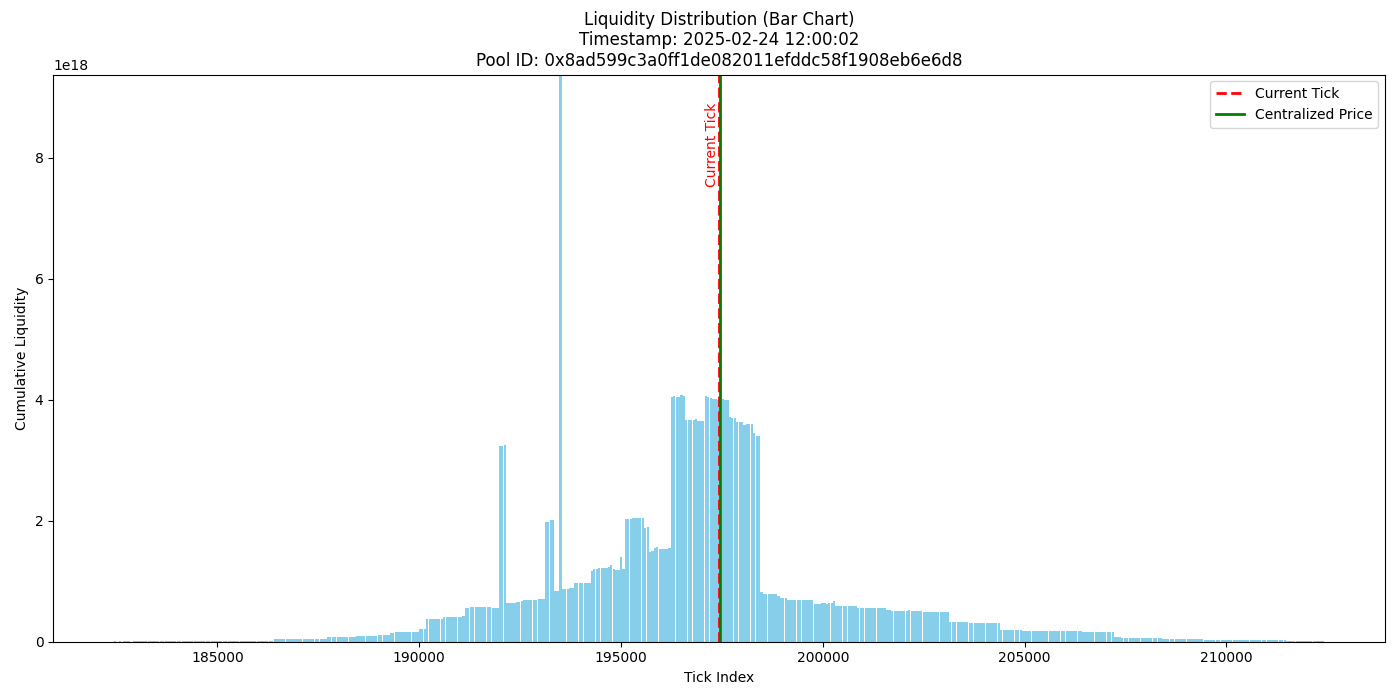 Liquidity Distribution (Bar Chart)
Timestamp: 2025-02-24 12:00:02
Pool ID: 0x8ad599c3a0ff1de082011efddc58f1908eb6e6d8
1e18
Current Tick
Centralized Price
Current Tick
Cumulative Liquidity
8
6
4
2
0
185000 190000 195000 200000 205000 210000
Tick Index